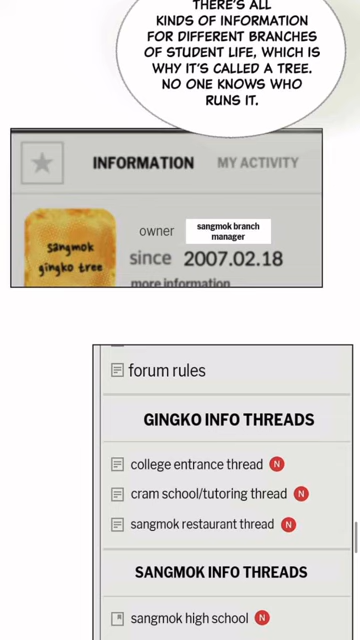 THERE'S ALL
KINDS OF INFORMATION
FOR DIFFERENT BRANCHES
OF STUDENT LIFE, WHICH IS
WHY IT'S CALLED A TREE.
NO ONE KNOWS WHO
RUNS IT.
INFORMATION MY ACTIVITY
sangmok
gingko tree
owner sangmok branch
manager
since 2007.02.18
more information
forum rules
GINGKO INFO THREADS
college entrance thread N
cram school/tutoring thread N
sangmok restaurant thread N
SANGMOK INFO THREADS
sangmok high school N